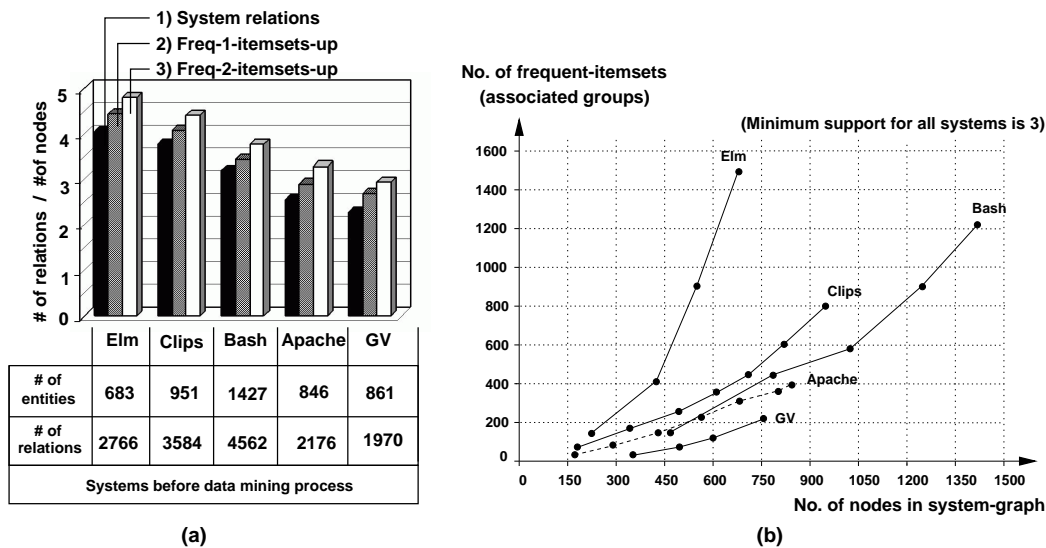 1) System relations
2) Freq-1-itemsets-up
3) Freq-2-itemsets-up
# of relations / #of nodes
5
4
3
2
1
0
Elm Clips Bash Apache GV
# of entities 683 951 1427 846 861
# of relations 2766 3584 4562 2176 1970
Systems before data mining process
(a)
No. of frequent-itemsets
(associated groups)
(Minimum support for all systems is 3)
1600
1400
1200
1000
800
600
400
200
0
Elm
Bash
Clips
Apache
GV
0 150 300 450 600 750 900 1050 1200 1350 1500
No. of nodes in system-graph
(b)